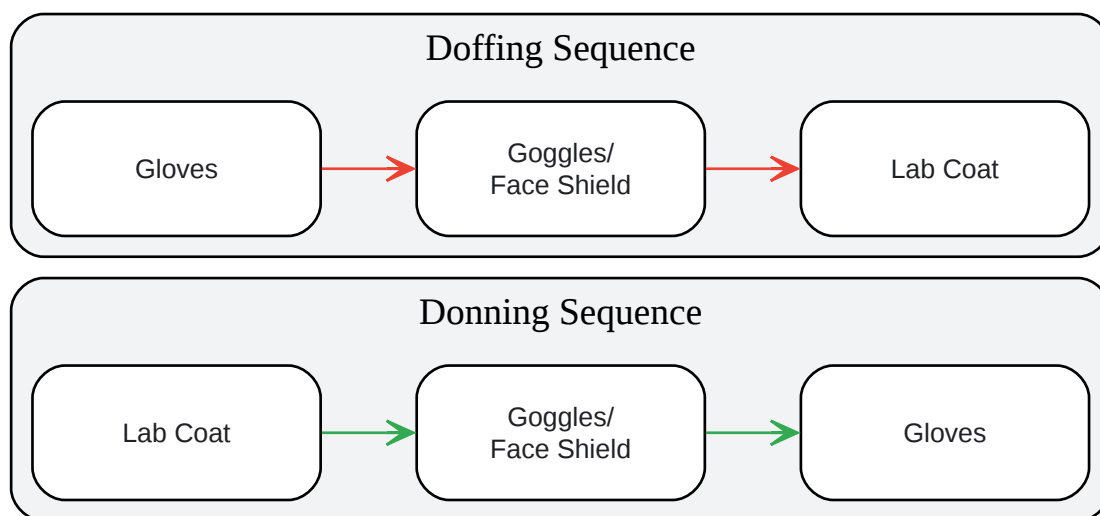 Doffing Sequence
Gloves
Goggles/
Face Shield
Lab Coat
Donning Sequence
Lab Coat
Goggles/
Face Shield
Gloves